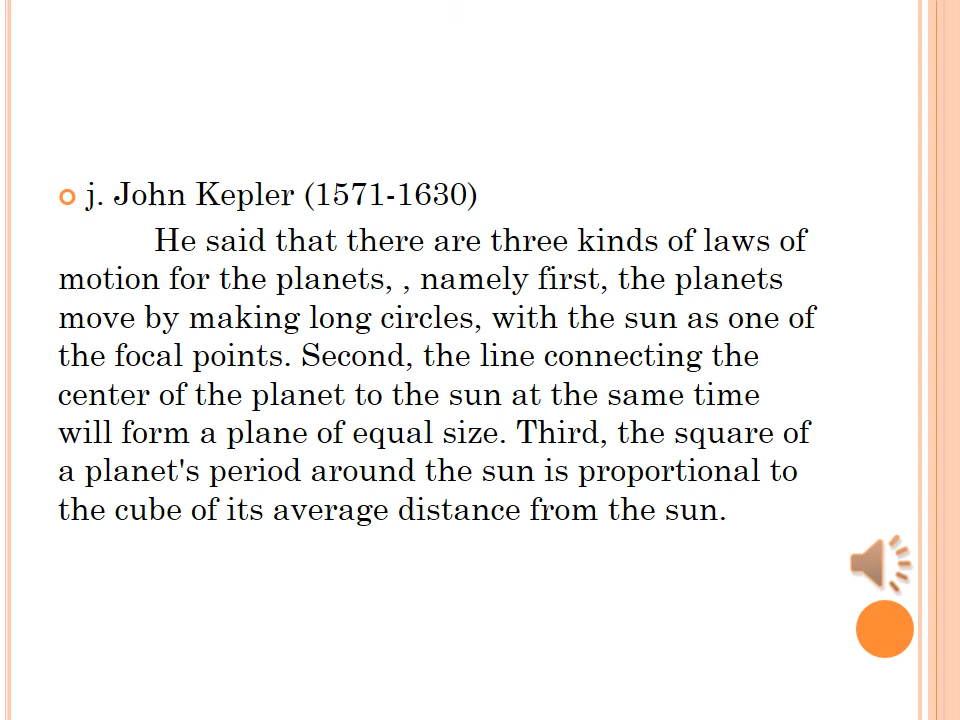 j. John Kepler (1571-1630)
He said that there are three kinds of laws of
motion for the planets, , namely first, the planets
move by making long circles, with the sun as one of
the focal points. Second, the line connecting the
center of the planet to the sun at the same time
will form a plane of equal size. Third, the square of
a planet's period around the sun is proportional to
the cube of its average distance from the sun.